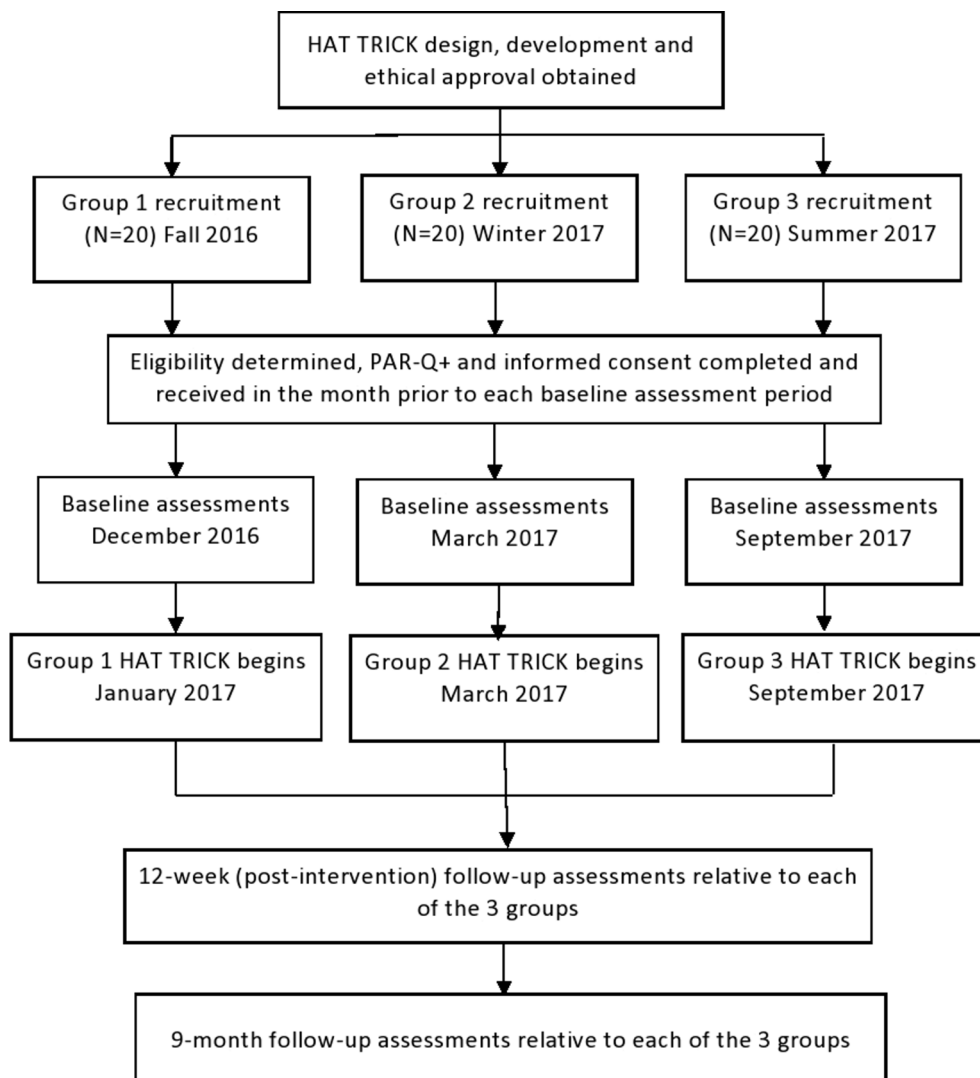 HAT TRICK design, development and
ethical approval obtained
Group 1 recruitment
(N=20) Fall 2016
Group 2 recruitment
(N=20) Winter 2017
Group 3 recruitment
(N=20) Summer 2017
Eligibility determined, PAR-Q+ and informed consent completed and
received in the month prior to each baseline assessment period
Baseline assessments
December 2016
Baseline assessments
March 2017
Baseline assessments
September 2017
Group 1 HAT TRICK begins
January 2017
Group 2 HAT TRICK begins
March 2017
Group 3 HAT TRICK begins
September 2017
12-week (post-intervention) follow-up assessments relative to each
of the 3 groups
9-month follow-up assessments relative to each of the 3 groups